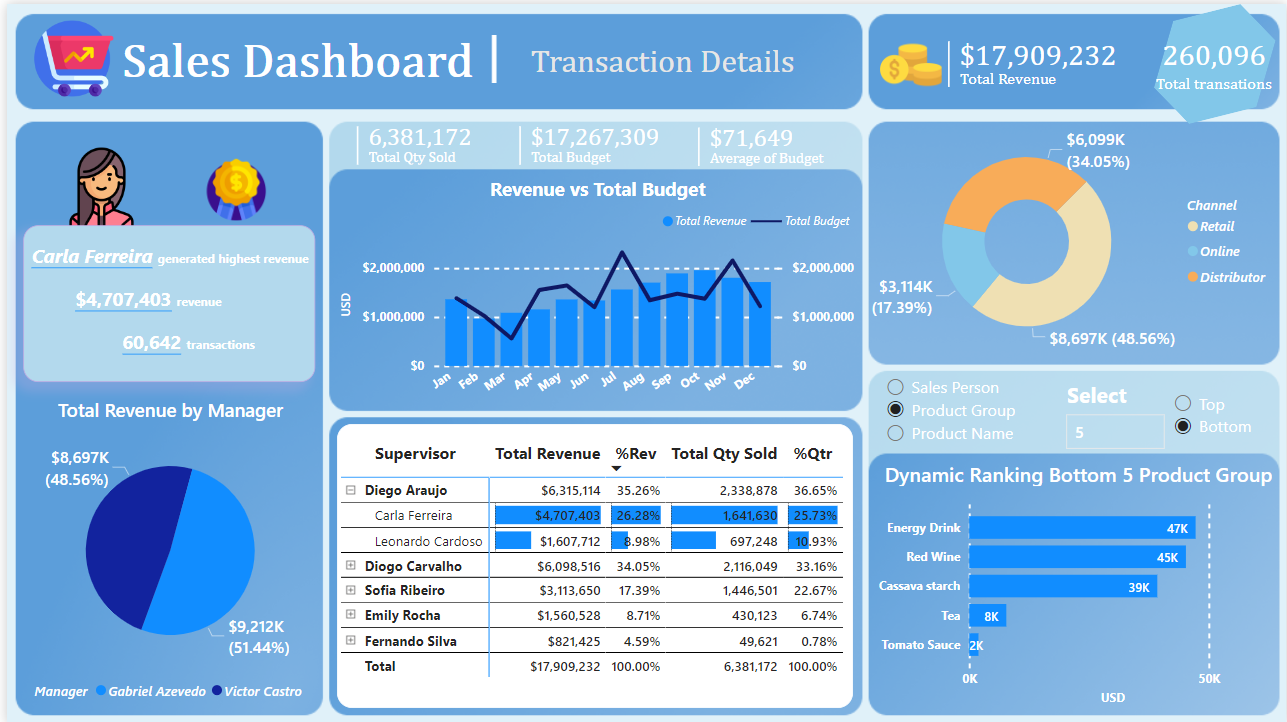 Sales Dashboard | Transaction Details
$17,909,232
Total Revenue
260,096
Total transations
Carla Ferreira generated highest revenue
$4,707,403 revenue
60,642 transactions
Total Revenue by Manager
$8,697K
(48.56%)
$9,212K
(51.44%)
Manager Gabriel Azevedo Victor Castro
6,381,172
Total Qty Sold
$17,267,309
Total Budget
$71,649
Average of Budget
Revenue vs Total Budget
Total Revenue Total Budget
USD
$2,000,000 $2,000,000
$1,000,000 $1,000,000
$0 $0
Jan Feb Mar Apr May Jun Jul Aug Sep Oct Nov Dec
Supervisor Total Revenue %Rev Total Qty Sold %Qtr
Diego Araujo $6,315,114 35.26% 2,338,878 36.65%
Carla Ferreira $4,707,403 26.28% 1,641,630 25.73%
Leonardo Cardoso $1,607,712 8.98% 697,248 10.93%
Diogo Carvalho $6,098,516 34.05% 2,116,049 33.16%
Sofia Ribeiro $3,113,650 17.39% 1,446,501 22.67%
Emily Rocha $1,560,528 8.71% 430,123 6.74%
Fernando Silva $821,425 4.59% 49,621 0.78%
Total $17,909,232 100.00% 6,381,172 100.00%
$6,099K
(34.05%)
$3,114K
(17.39%)
$8,697K (48.56%)
Channel
Retail
Online
Distributor
Sales Person
Product Group
Product Name
Select
5
Top
Bottom
Dynamic Ranking Bottom 5 Product Group
Energy Drink 47K
Red Wine 45K
Cassava starch 39K
Tea 8K
Tomato Sauce 2K
0K 50K
USD